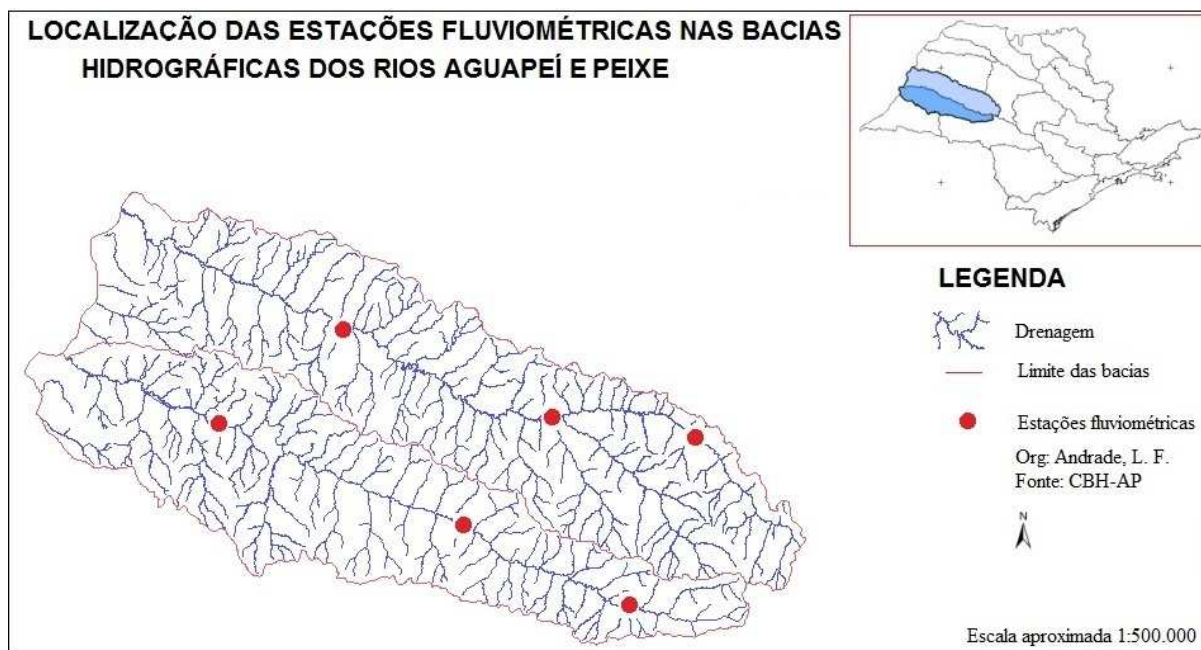 LOCALIZAÇÃO DAS ESTAÇÕES FLUVIOMÉTRICAS NAS BACIAS
HIDROGRÁFICAS DOS RIOS AGUAPEÍ E PEIXE
LEGENDA
Drenagem
Limite das bacias
Estações fluviométricas
Org: Andrade, L. F.
Fonte: CBH-AP
N
Escala aproximada 1:500.000